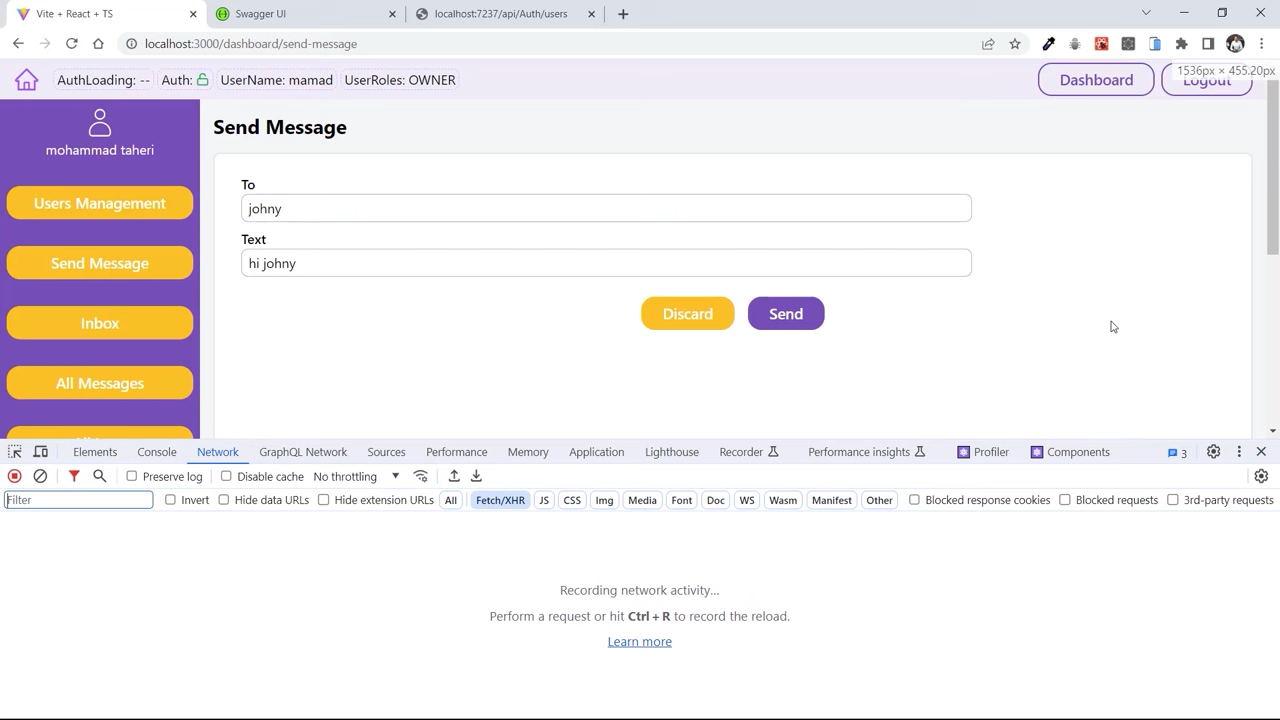 Vite + React + TS
Swagger UI
localhost:7237/api/Auth/users
localhost:3000/dashboard/send-message
AuthLoading: --
Auth:
UserName: mamad
UserRoles: OWNER
Dashboard
Logout
1536px × 455.20px
mohammad taheri
Users Management
Send Message
Inbox
All Messages
Send Message
To
johny
Text
hi johny
Discard
Send
Elements
Console
Network
GraphQL Network
Sources
Performance
Memory
Application
Lighthouse
Recorder
Performance insights
Profiler
Components
3
Preserve log
Disable cache
No throttling
Filter
Invert
Hide data URLs
Hide extension URLs
All
Fetch/XHR
JS
CSS
Img
Media
Font
Doc
WS
Wasm
Manifest
Other
Blocked response cookies
Blocked requests
3rd-party requests
Recording network activity...
Perform a request or hit Ctrl + R to record the reload.
Learn more